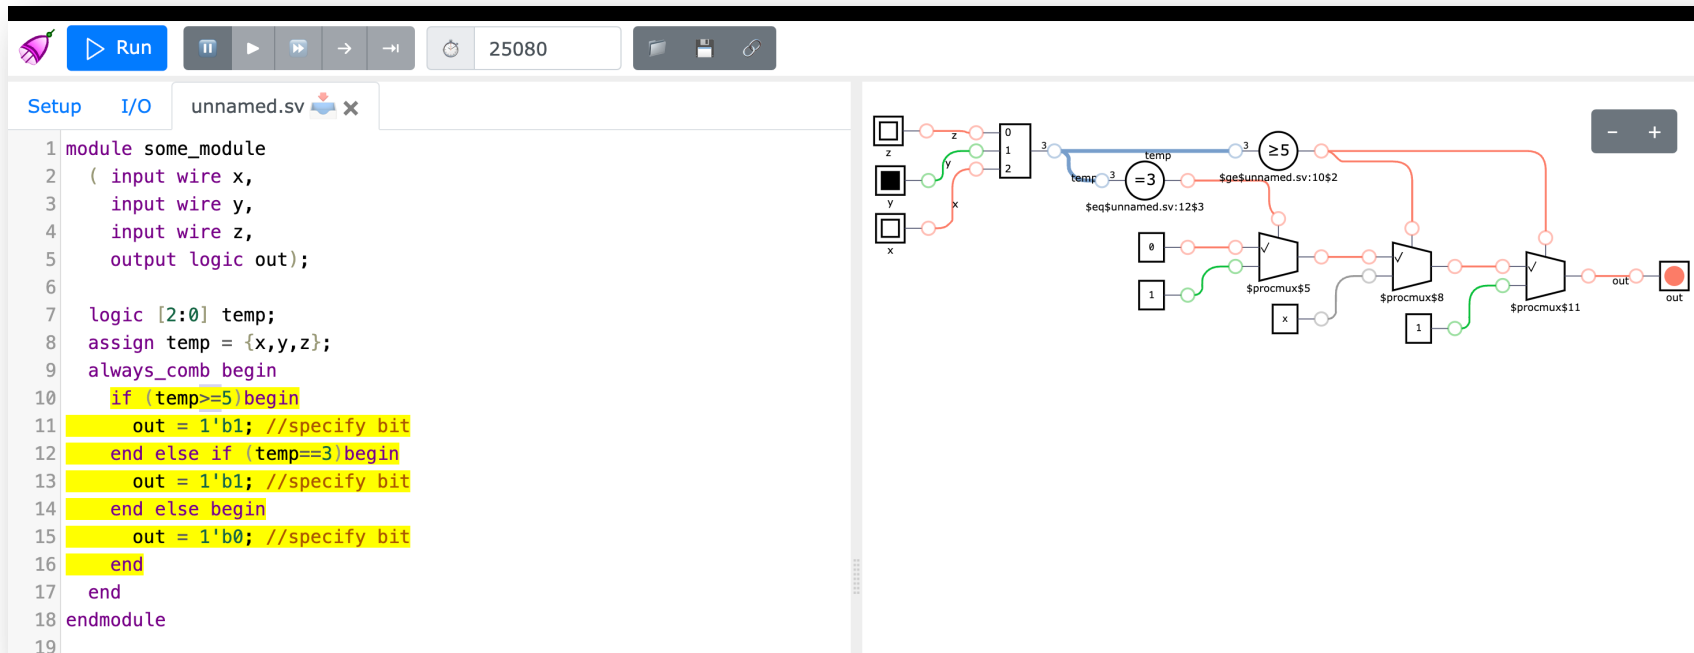 Run
25080
Setup I/O unnamed.sv
1 module some_module
2 ( input wire x,
3 input wire y,
4 input wire z,
5 output logic out);
6
7 logic [2:0] temp;
8 assign temp = {x,y,z};
9 always_comb begin
10 if (temp>=5)begin
11 out = 1'b1; //specify bit
12 end else if (temp==3)begin
13 out = 1'b1; //specify bit
14 end else begin
15 out = 1'b0; //specify bit
16 end
17 end
18 endmodule
19
− +
z
z
0
y
y
1
x
x
2
3
temp
3
≥5
$ge$unnamed.sv:10$2
temp
3
=3
$eq$unnamed.sv:12$3
0
1
$procmux$5
x
$procmux$8
1
$procmux$11
out
out